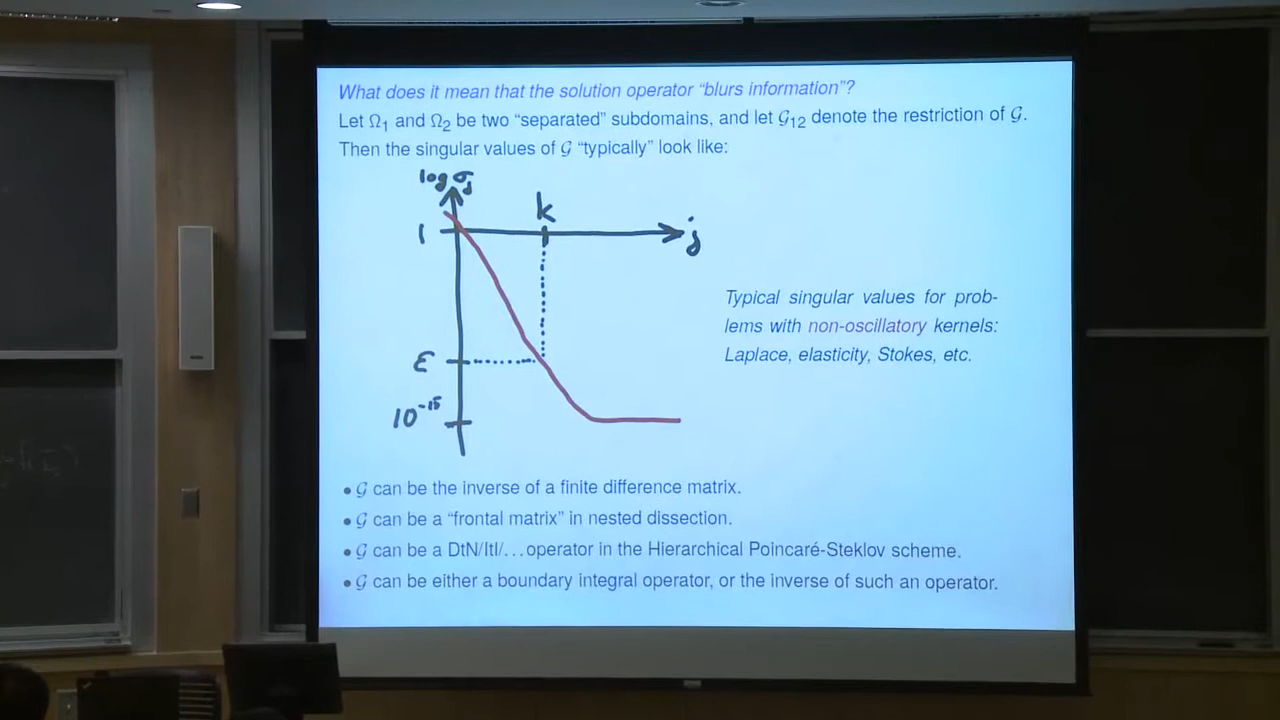 What does it mean that the solution operator “blurs information”?
Let Ω₁ and Ω₂ be two “separated” subdomains, and let 𝒢₁₂ denote the restriction of 𝒢.
Then the singular values of 𝒢 “typically” look like:
log σⱼ
k
1
j
Typical singular values for prob-
lems with non-oscillatory kernels:
Laplace, elasticity, Stokes, etc.
ε
10⁻¹⁵
• 𝒢 can be the inverse of a finite difference matrix.
• 𝒢 can be a “frontal matrix” in nested dissection.
• 𝒢 can be a DtN/ItI/... operator in the Hierarchical Poincaré-Steklov scheme.
• 𝒢 can be either a boundary integral operator, or the inverse of such an operator.